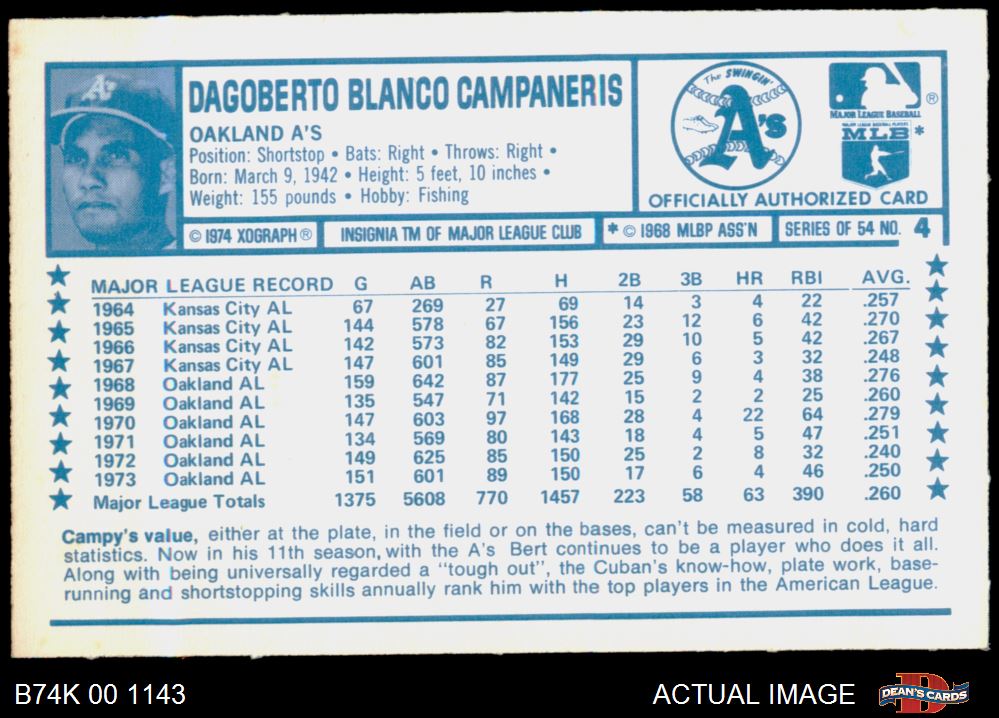 DAGOBERTO BLANCO CAMPANERIS
OAKLAND A'S
Position: Shortstop • Bats: Right • Throws: Right •
Born: March 9, 1942 • Height: 5 feet, 10 inches •
Weight: 155 pounds • Hobby: Fishing
The SWINGIN'
A's
®
MAJOR LEAGUE BASEBALL
MAJOR LEAGUE BASEBALL PLAYERS
MLB*
OFFICIALLY AUTHORIZED CARD
© 1974 XOGRAPH ® INSIGNIA TM OF MAJOR LEAGUE CLUB * © 1968 MLBP ASS'N SERIES OF 54 NO. 4
MAJOR LEAGUE RECORD G AB R H 2B 3B HR RBI AVG.
1964 Kansas City AL 67 269 27 69 14 3 4 22 .257
1965 Kansas City AL 144 578 67 156 23 12 6 42 .270
1966 Kansas City AL 142 573 82 153 29 10 5 42 .267
1967 Kansas City AL 147 601 85 149 29 6 3 32 .248
1968 Oakland AL 159 642 87 177 25 9 4 38 .276
1969 Oakland AL 135 547 71 142 15 2 2 25 .260
1970 Oakland AL 147 603 97 168 28 4 22 64 .279
1971 Oakland AL 134 569 80 143 18 4 5 47 .251
1972 Oakland AL 149 625 85 150 25 2 8 32 .240
1973 Oakland AL 151 601 89 150 17 6 4 46 .250
Major League Totals 1375 5608 770 1457 223 58 63 390 .260
Campy's value, either at the plate, in the field or on the bases, can't be measured in cold, hard
statistics. Now in his 11th season, with the A's Bert continues to be a player who does it all.
Along with being universally regarded a "tough out", the Cuban's know-how, plate work, base-
running and shortstopping skills annually rank him with the top players in the American League.
B74K 00 1143
ACTUAL IMAGE
DEAN'S CARDS